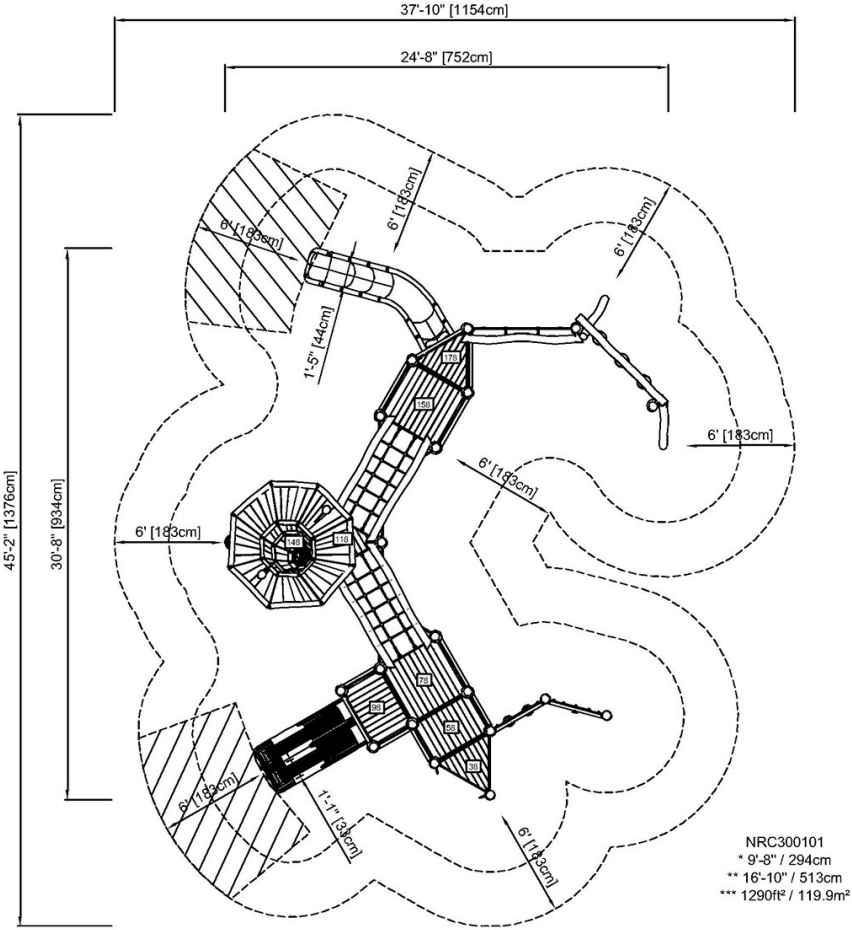 37'-10" [1154cm]
24'-8" [752cm]
6' [183cm]
6' [183cm]
6' [183cm]
1'-5" [44cm]
178
158
6' [183cm]
6' [183cm]
45'-2" [1376cm]
30'-8" [934cm]
6' [183cm]
148
118
78
98
58
38
6' [183cm]
1'-1" [33cm]
6' [183cm]
NRC300101
* 9'-8" / 294cm
** 16'-10" / 513cm
*** 1290ft² / 119.9m²